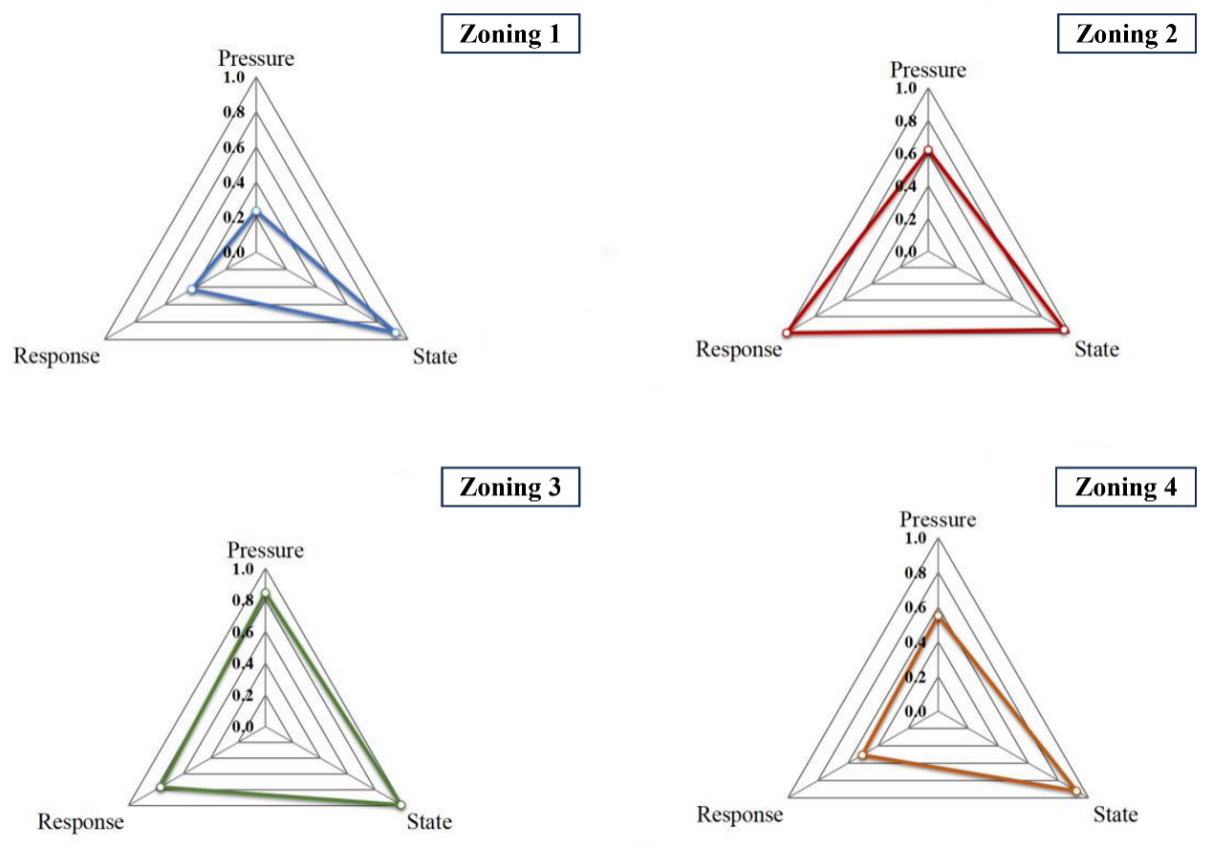 Zoning 1
Pressure
1.0
0.8
0.6
0.4
0.2
0.0
Response
State
Zoning 2
Pressure
1.0
0.8
0.6
0.4
0.2
0.0
Response
State
Zoning 3
Pressure
1.0
0.8
0.6
0.4
0.2
0.0
Response
State
Zoning 4
Pressure
1.0
0.8
0.6
0.4
0.2
0.0
Response
State